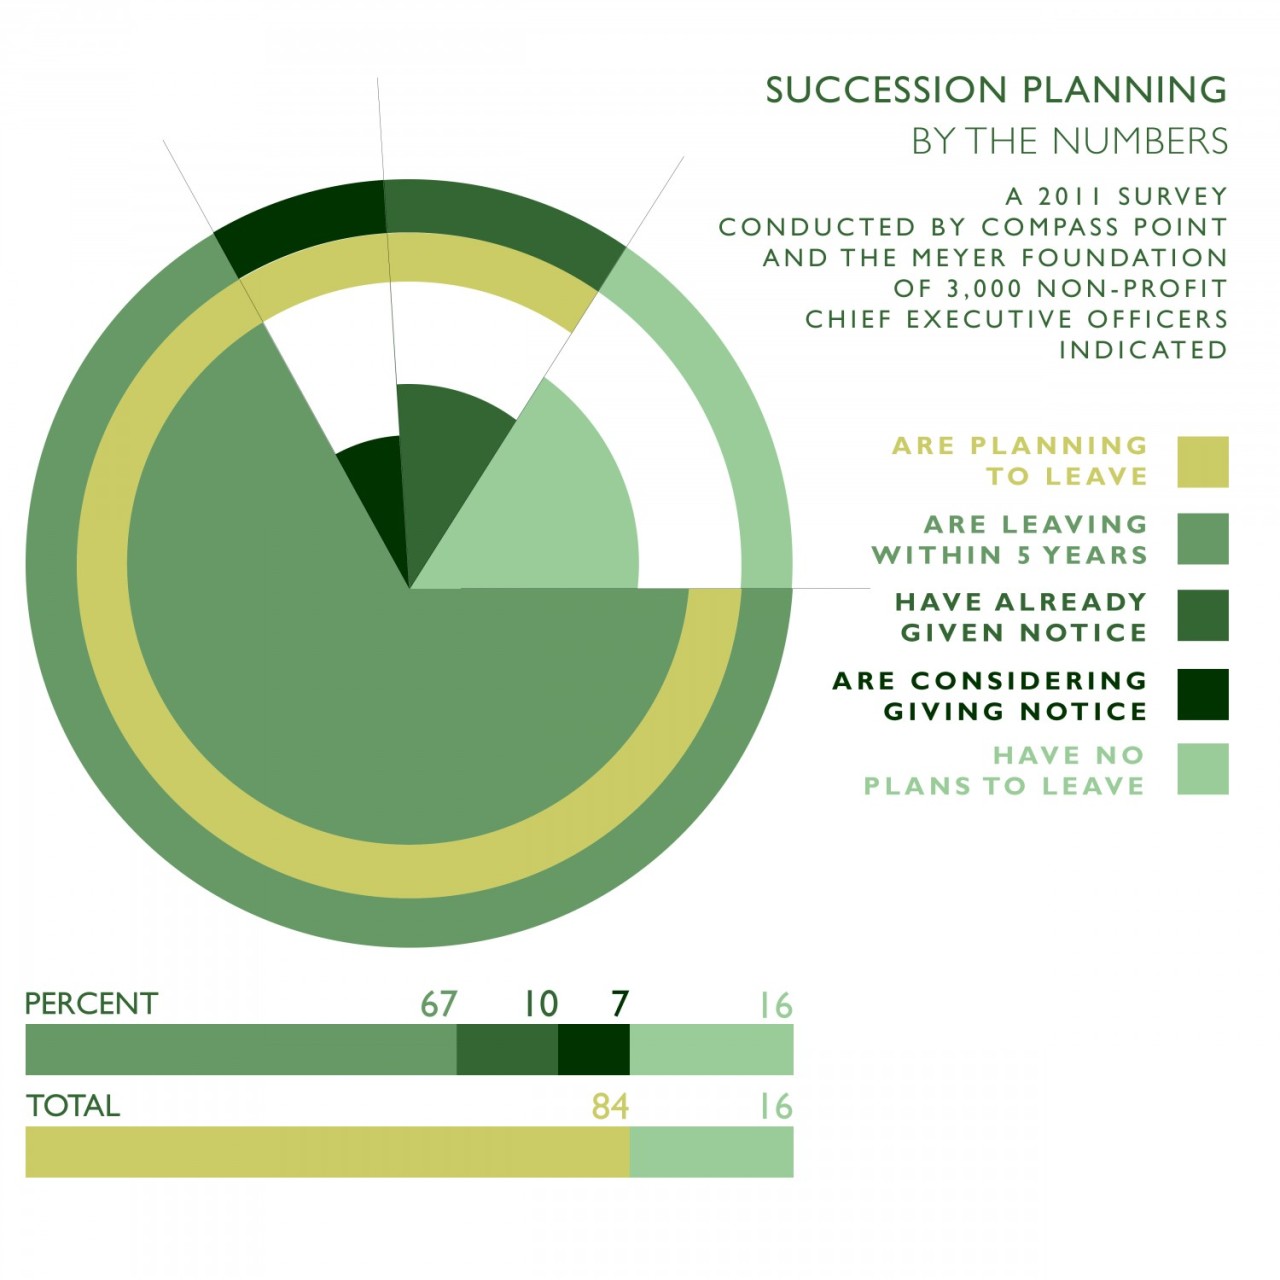 SUCCESSION PLANNING
BY THE NUMBERS
A 2011 SURVEY
CONDUCTED BY COMPASS POINT
AND THE MEYER FOUNDATION
OF 3,000 NON-PROFIT
CHIEF EXECUTIVE OFFICERS
INDICATED
ARE PLANNING
TO LEAVE
ARE LEAVING
WITHIN 5 YEARS
HAVE ALREADY
GIVEN NOTICE
ARE CONSIDERING
GIVING NOTICE
HAVE NO
PLANS TO LEAVE
PERCENT 67 10 7 16
TOTAL 84 16